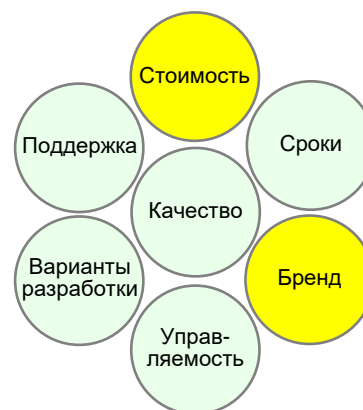 Стоимость
Поддержка
Сроки
Качество
Варианты
разработки
Бренд
Управ-
ляемость